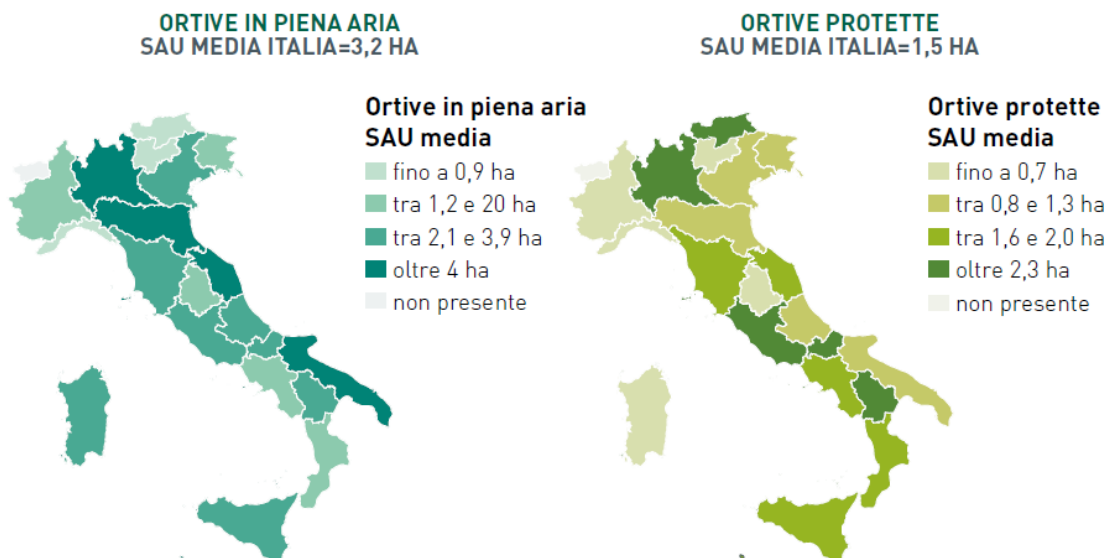 ORTIVE IN PIENA ARIA
SAU MEDIA ITALIA=3,2 HA
Ortive in piena aria
SAU media
fino a 0,9 ha
tra 1,2 e 20 ha
tra 2,1 e 3,9 ha
oltre 4 ha
non presente
ORTIVE PROTETTE
SAU MEDIA ITALIA=1,5 HA
Ortive protette
SAU media
fino a 0,7 ha
tra 0,8 e 1,3 ha
tra 1,6 e 2,0 ha
oltre 2,3 ha
non presente